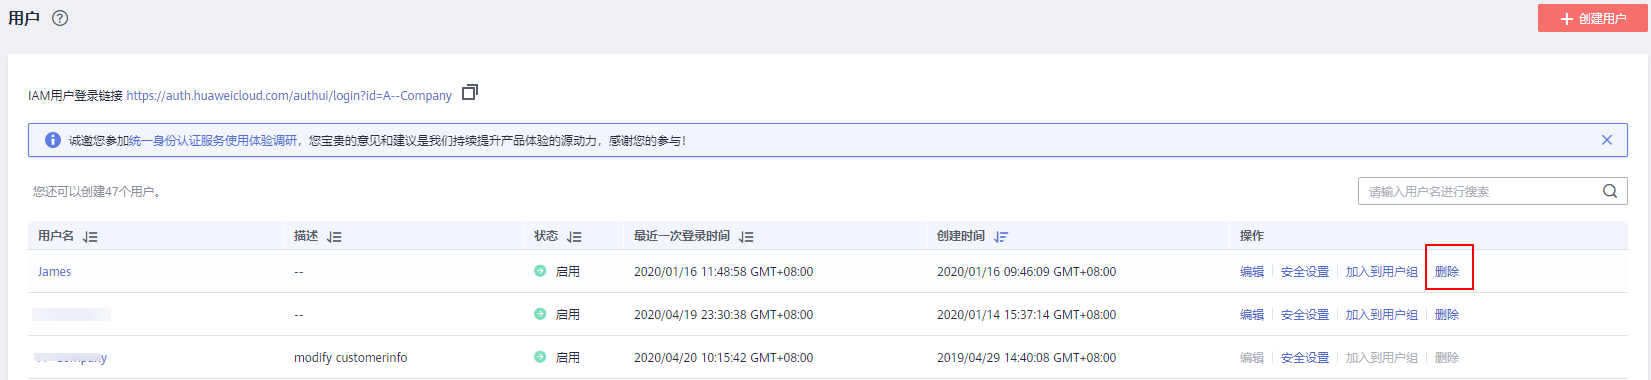 用户 ?
创建用户
IAM用户登录链接 https://auth.huaweicloud.com/authui/login?id=A--Company
诚邀您参加统一身份认证服务使用体验调研，您宝贵的意见和建议是我们持续提升产品体验的源动力，感谢您的参与！
您还可以创建47个用户。
请输入用户名进行搜索
用户名 描述 状态 最近一次登录时间 创建时间 操作
James -- 启用 2020/01/16 11:48:58 GMT+08:00 2020/01/16 09:46:09 GMT+08:00 编辑 安全设置 加入到用户组 删除
-- 启用 2020/04/19 23:30:38 GMT+08:00 2020/01/14 15:37:14 GMT+08:00 编辑 安全设置 加入到用户组 删除
modify customerinfo 启用 2020/04/20 10:15:42 GMT+08:00 2019/04/29 14:40:08 GMT+08:00 编辑 安全设置 加入到用户组 删除